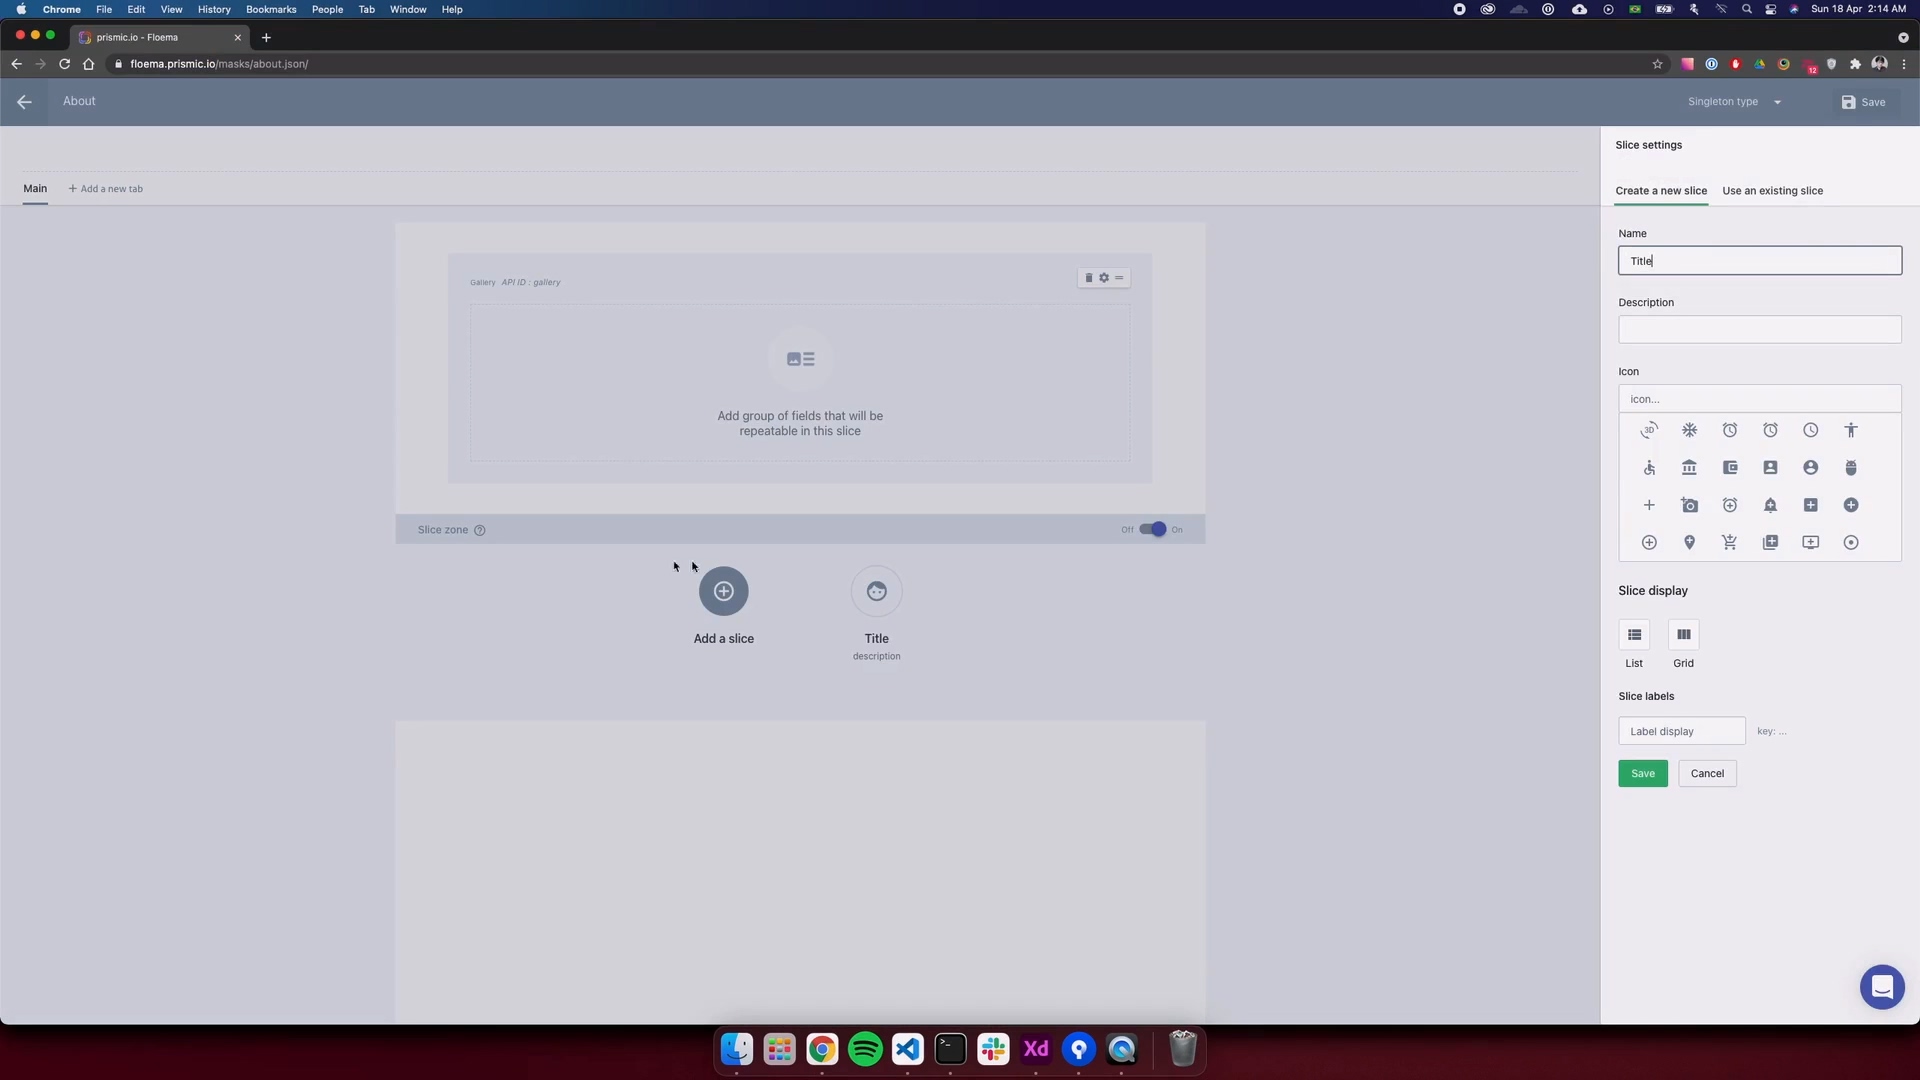 Chrome File Edit View History Bookmarks People Tab Window Help
Sun 18 Apr 2:14 AM
prismic.io - Floema
floema.prismic.io/masks/about.json/
12
About
Singleton type
Save
Main
Add a new tab
Gallery API ID : gallery
Add group of fields that will be
repeatable in this slice
Slice zone
Off On
Add a slice
Title
description
Slice settings
Create a new slice Use an existing slice
Name
Title
Description
Icon
icon...
3D
Slice display
List Grid
Slice labels
Label display key: ...
Save Cancel
>_
Xd